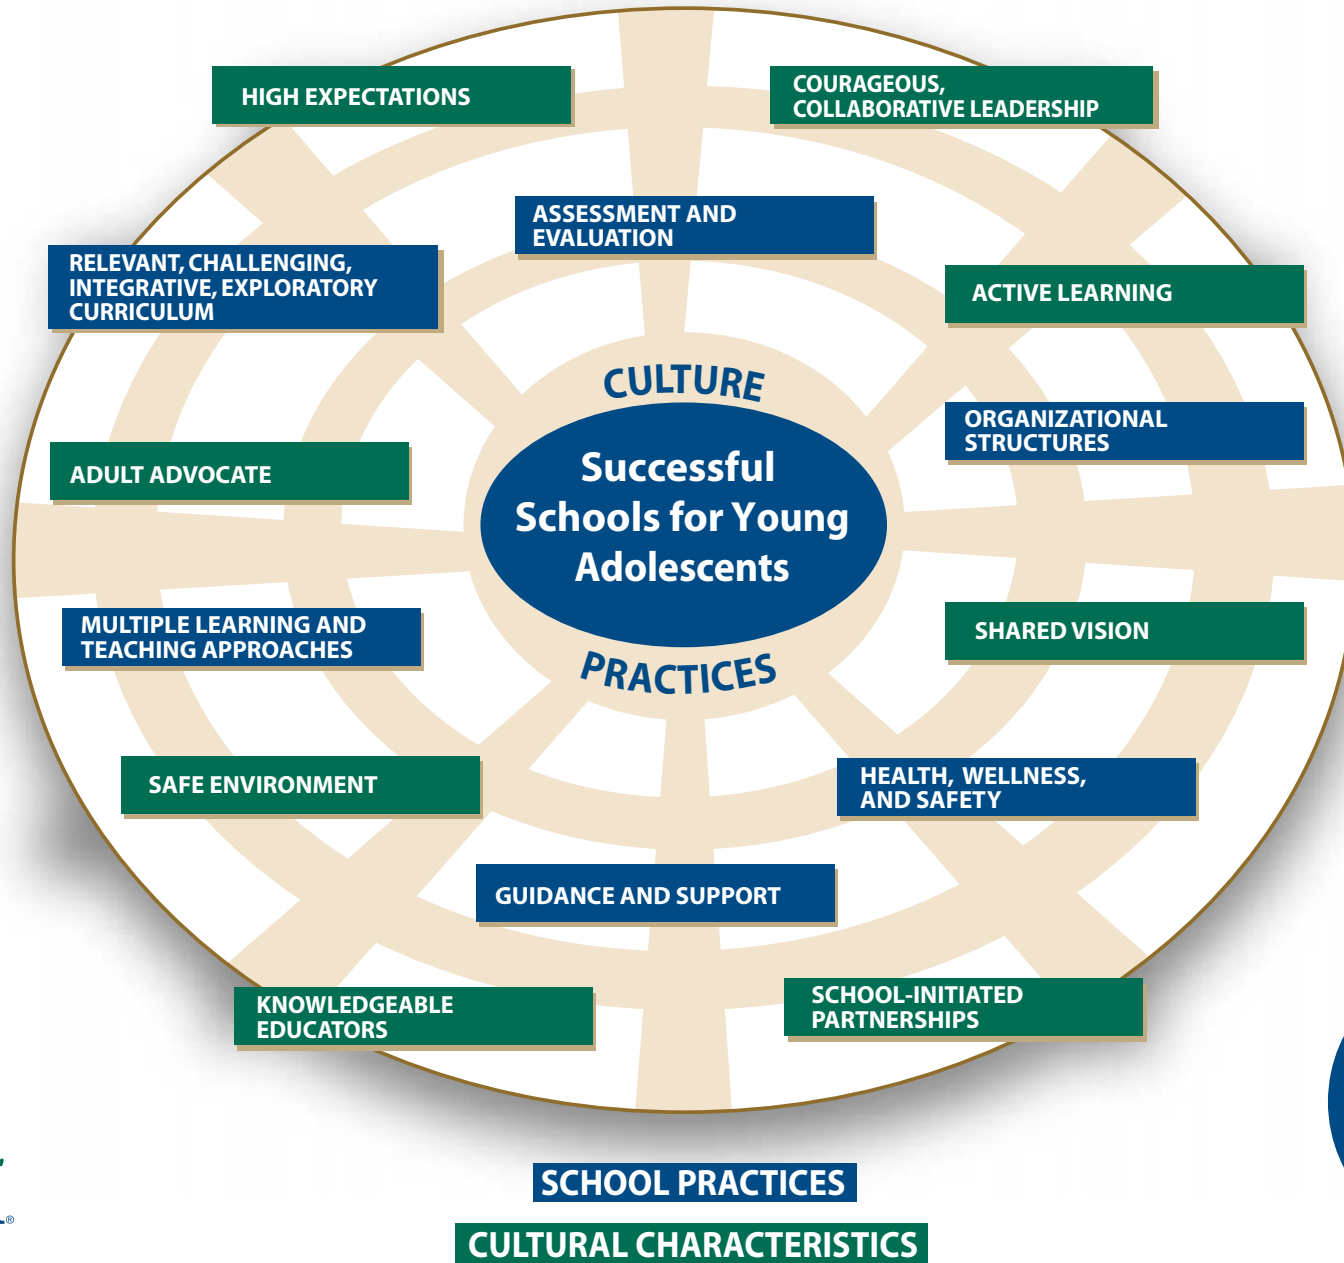 HIGH EXPECTATIONS
COURAGEOUS,
COLLABORATIVE LEADERSHIP
ASSESSMENT AND
EVALUATION
RELEVANT, CHALLENGING,
INTEGRATIVE, EXPLORATORY
CURRICULUM
ACTIVE LEARNING
CULTURE
ORGANIZATIONAL
STRUCTURES
ADULT ADVOCATE
Successful
Schools for Young
Adolescents
MULTIPLE LEARNING AND
TEACHING APPROACHES
SHARED VISION
PRACTICES
SAFE ENVIRONMENT
HEALTH, WELLNESS,
AND SAFETY
GUIDANCE AND SUPPORT
KNOWLEDGEABLE
EDUCATORS
SCHOOL-INITIATED
PARTNERSHIPS
SCHOOL PRACTICES
CULTURAL CHARACTERISTICS